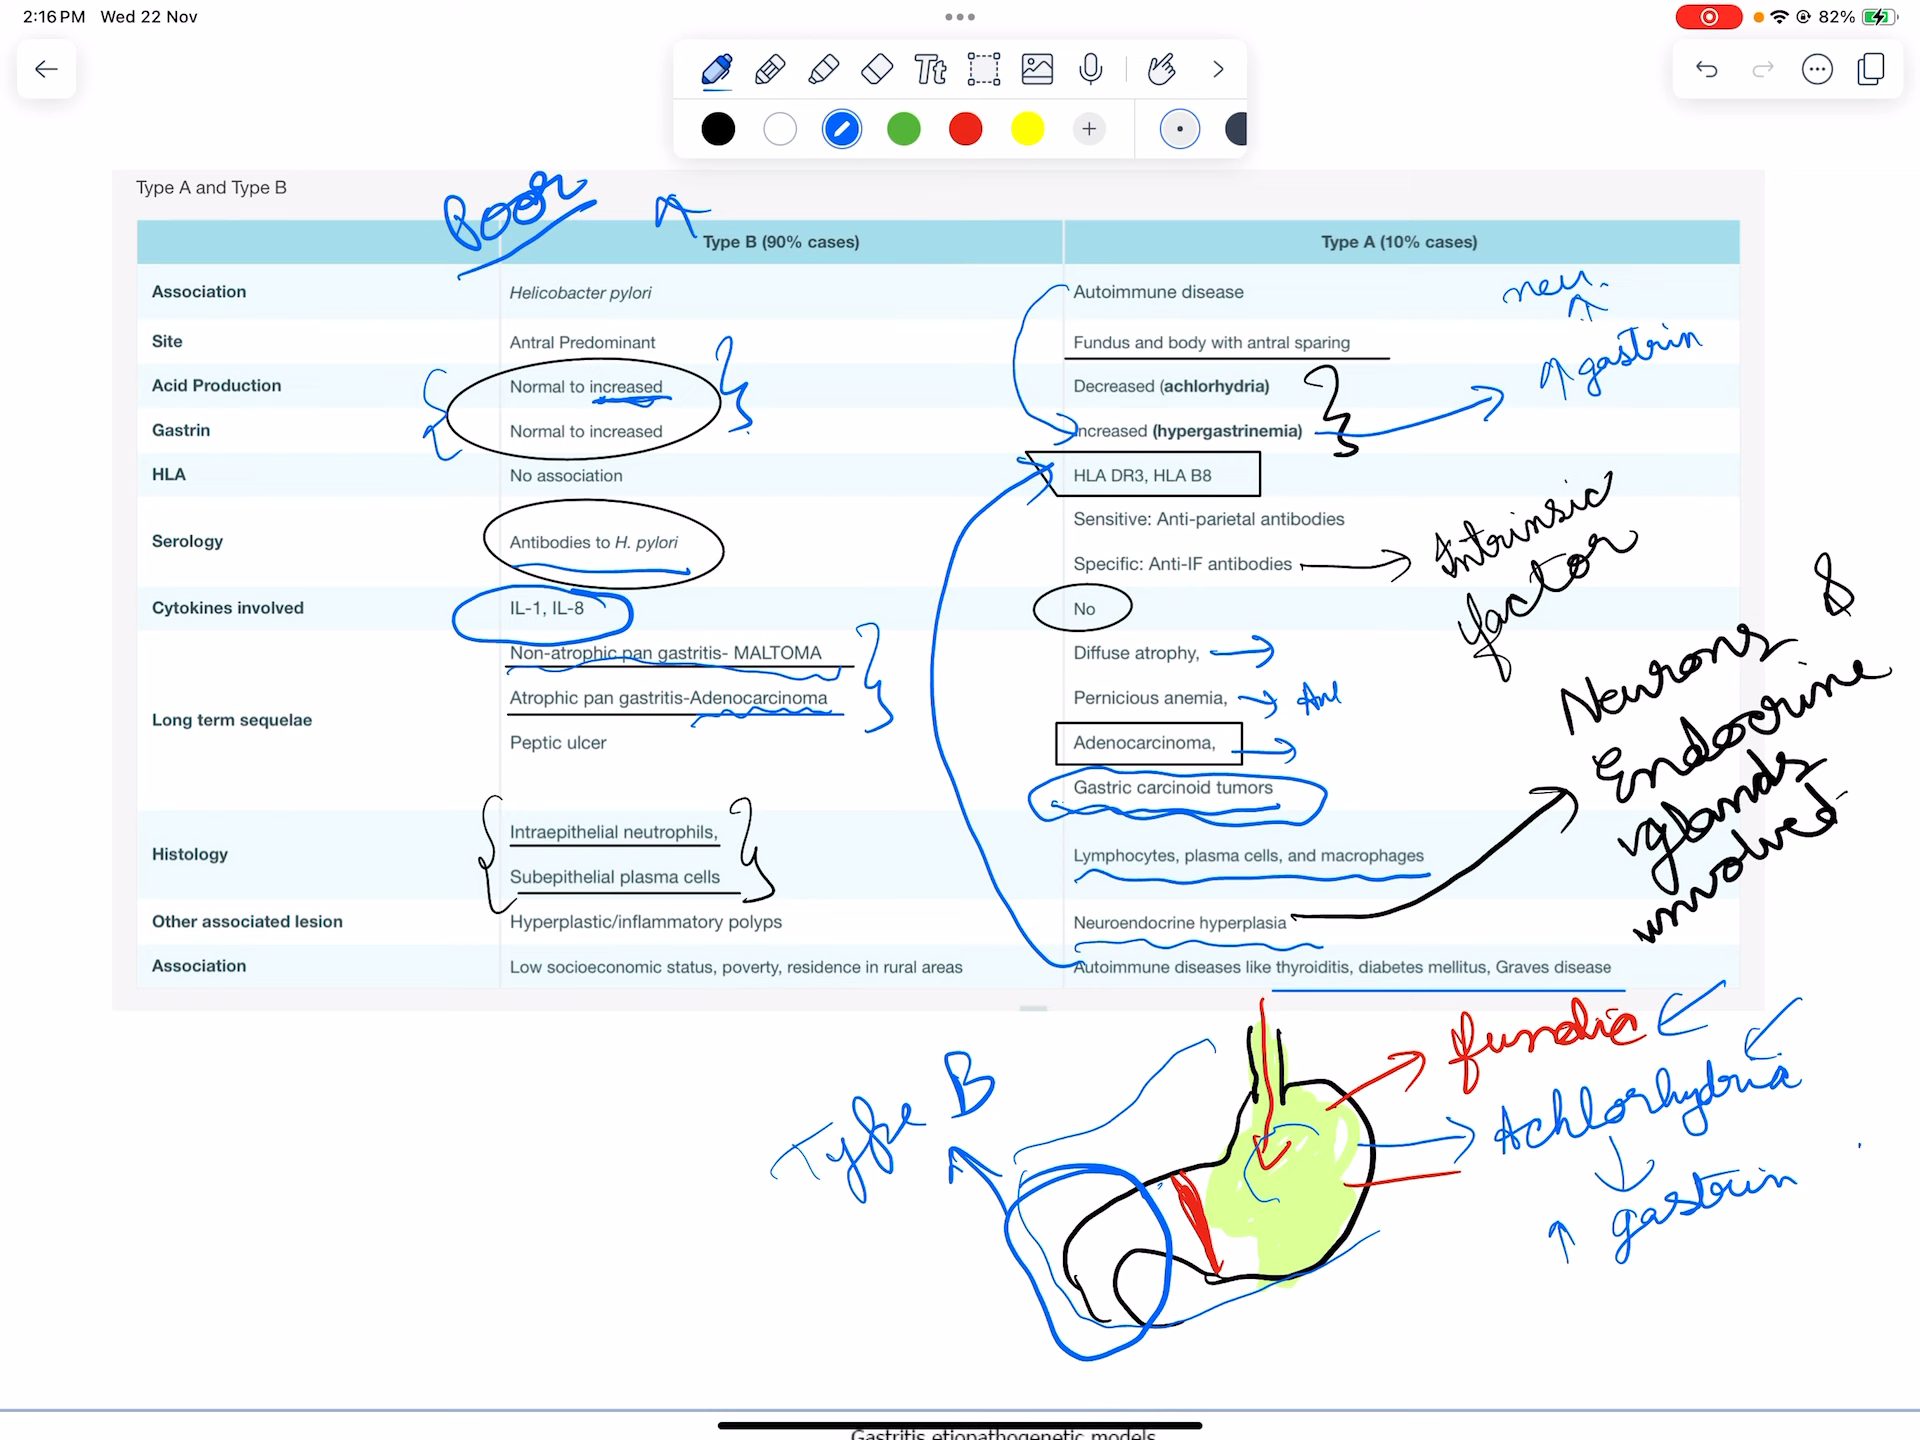 2:16 PM Wed 22 Nov
82%
Tt
Type A and Type B
Poor
Type B (90% cases)
Type A (10% cases)
Association
Helicobacter pylori
Autoimmune disease
neu.
Site
Antral Predominant
Fundus and body with antral sparing
↑ gastrin
Acid Production
Normal to increased
Decreased (achlorhydria)
Gastrin
Normal to increased
Increased (hypergastrinemia)
HLA
No association
HLA DR3, HLA B8
Serology
Antibodies to H. pylori
Sensitive: Anti-parietal antibodies
Specific: Anti-IF antibodies
Intrinsic
factor
Cytokines involved
IL-1, IL-8
No
Long term sequelae
Non-atrophic pan gastritis- MALTOMA
Atrophic pan gastritis-Adenocarcinoma
Peptic ulcer
Diffuse atrophy,
Pernicious anemia,
Adenocarcinoma,
Gastric carcinoid tumors
Neurons &
Endocrine
glands
involved
Histology
Intraepithelial neutrophils,
Subepithelial plasma cells
Lymphocytes, plasma cells, and macrophages
Other associated lesion
Hyperplastic/inflammatory polyps
Neuroendocrine hyperplasia
Association
Low socioeconomic status, poverty, residence in rural areas
Autoimmune diseases like thyroiditis, diabetes mellitus, Graves disease
Type B
Achlorhydria
↑ gastrin
Gastritis etiopathogenetic models